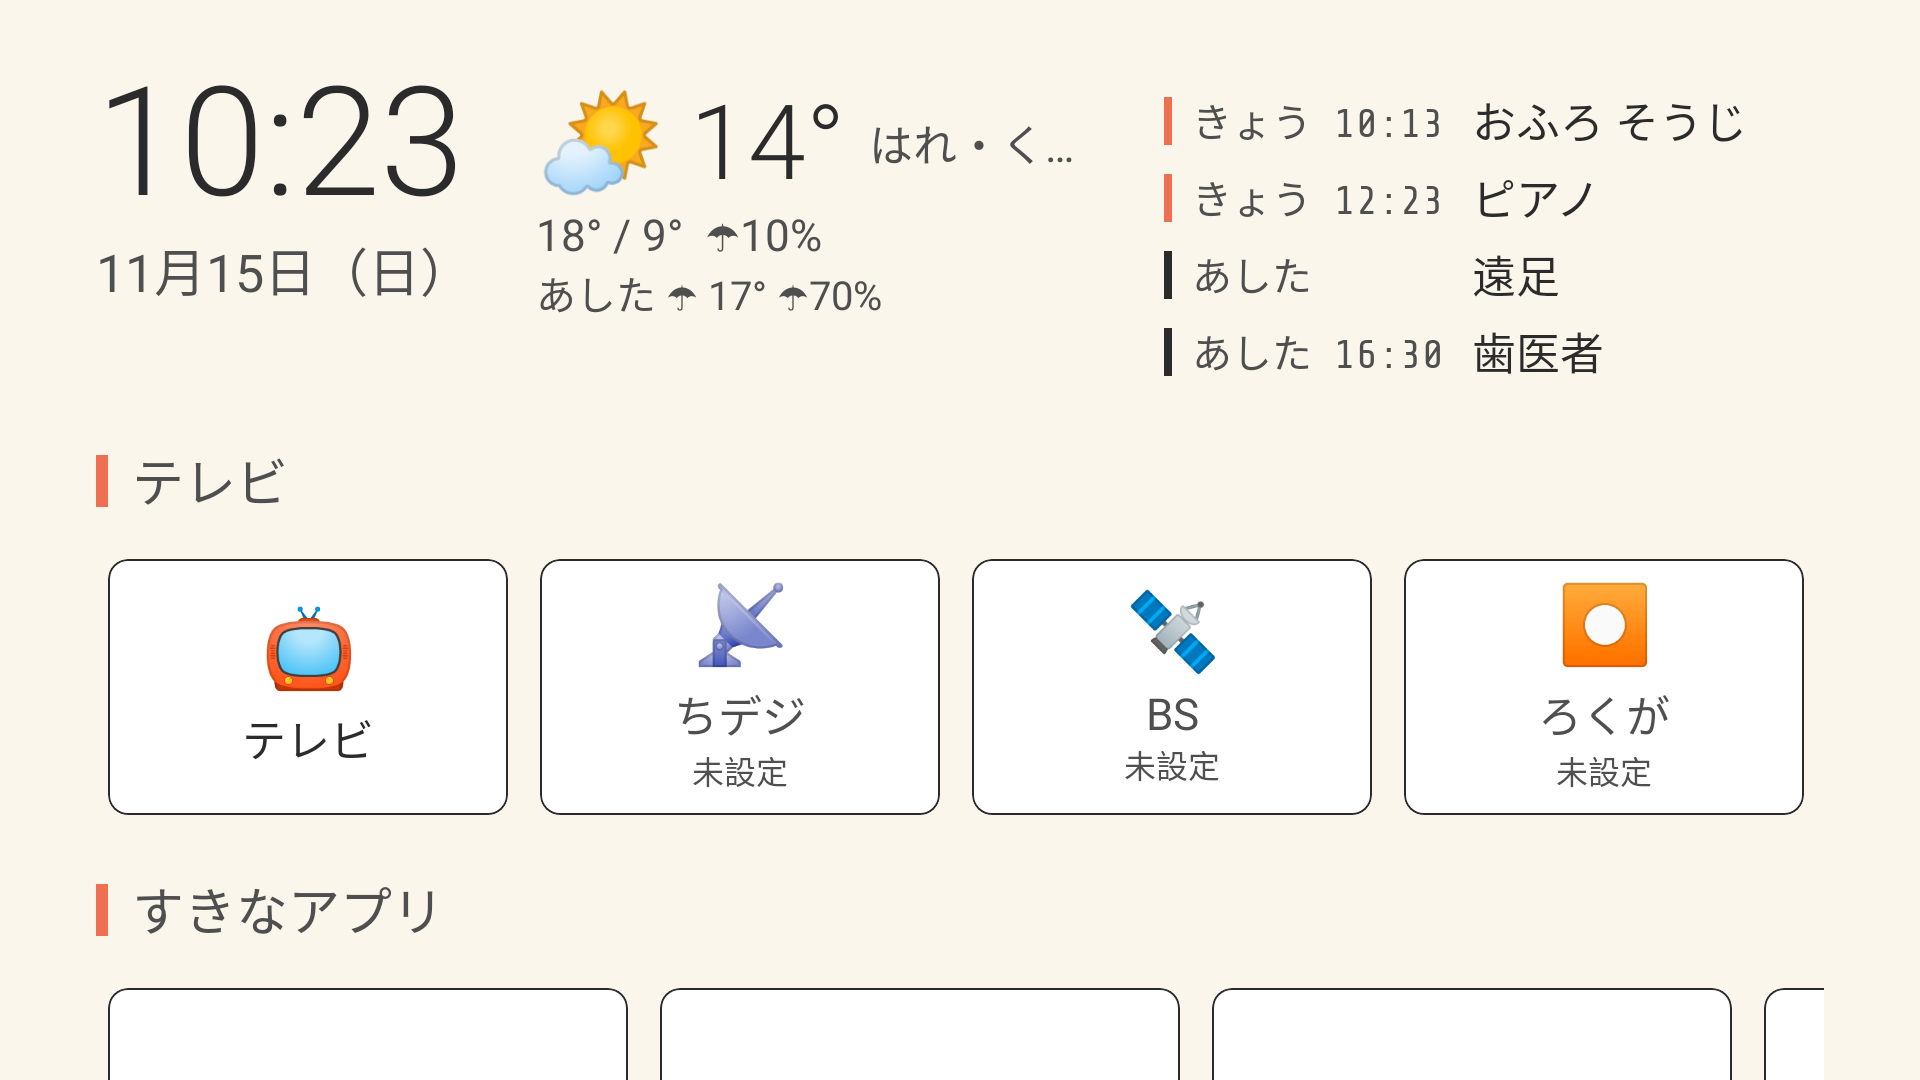 10:23
11月15日（日）
14° はれ・く…
18° / 9° ☂10%
あした ☂ 17° ☂70%
きょう 10:13 おふろ そうじ
きょう 12:23 ピアノ
あした 遠足
あした 16:30 歯医者
テレビ
テレビ
ちデジ
未設定
BS
未設定
ろくが
未設定
すきなアプリ